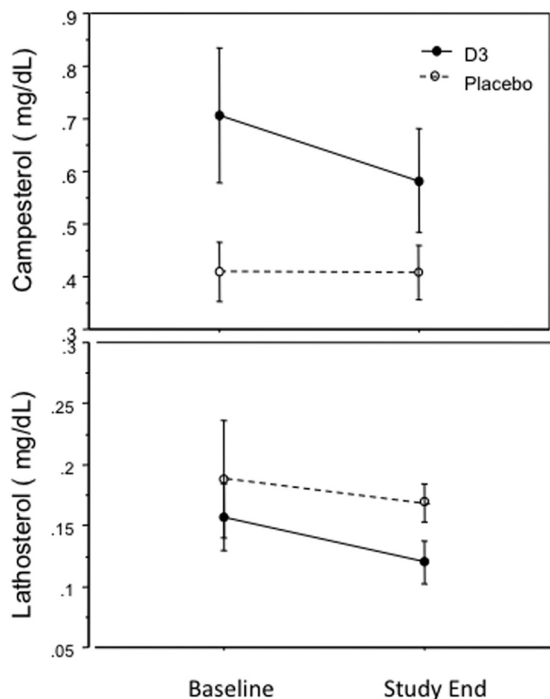 .9
.8
.7
.6
.5
.4
.3
Campesterol ( mg/dL)
D3
Placebo
.3
.25
.2
.15
.1
.05
Lathosterol ( mg/dL)
Baseline Study End